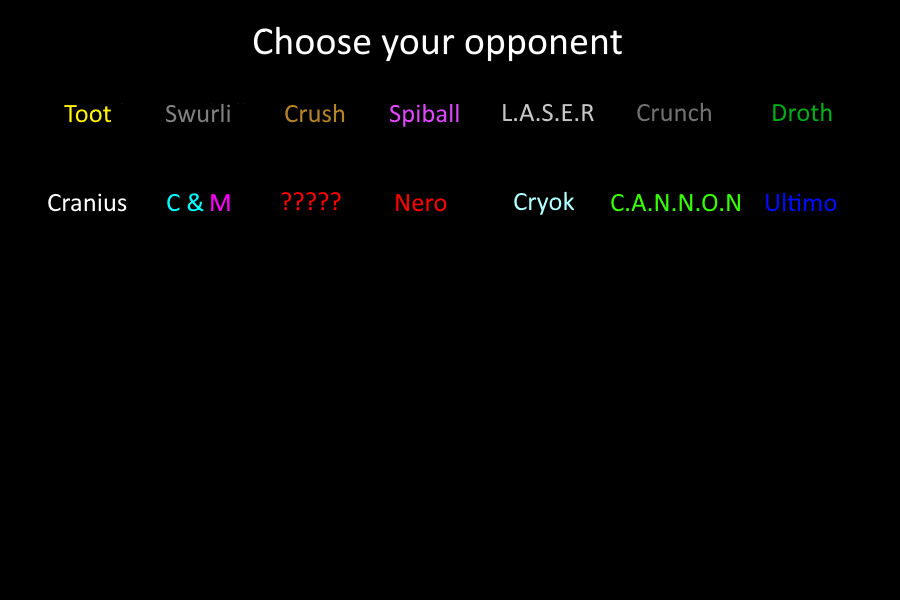 Choose your opponent
Toot Swurli Crush Spiball L.A.S.E.R Crunch Droth
Cranius C & M ????? Nero Cryok C.A.N.N.O.N Ultimo